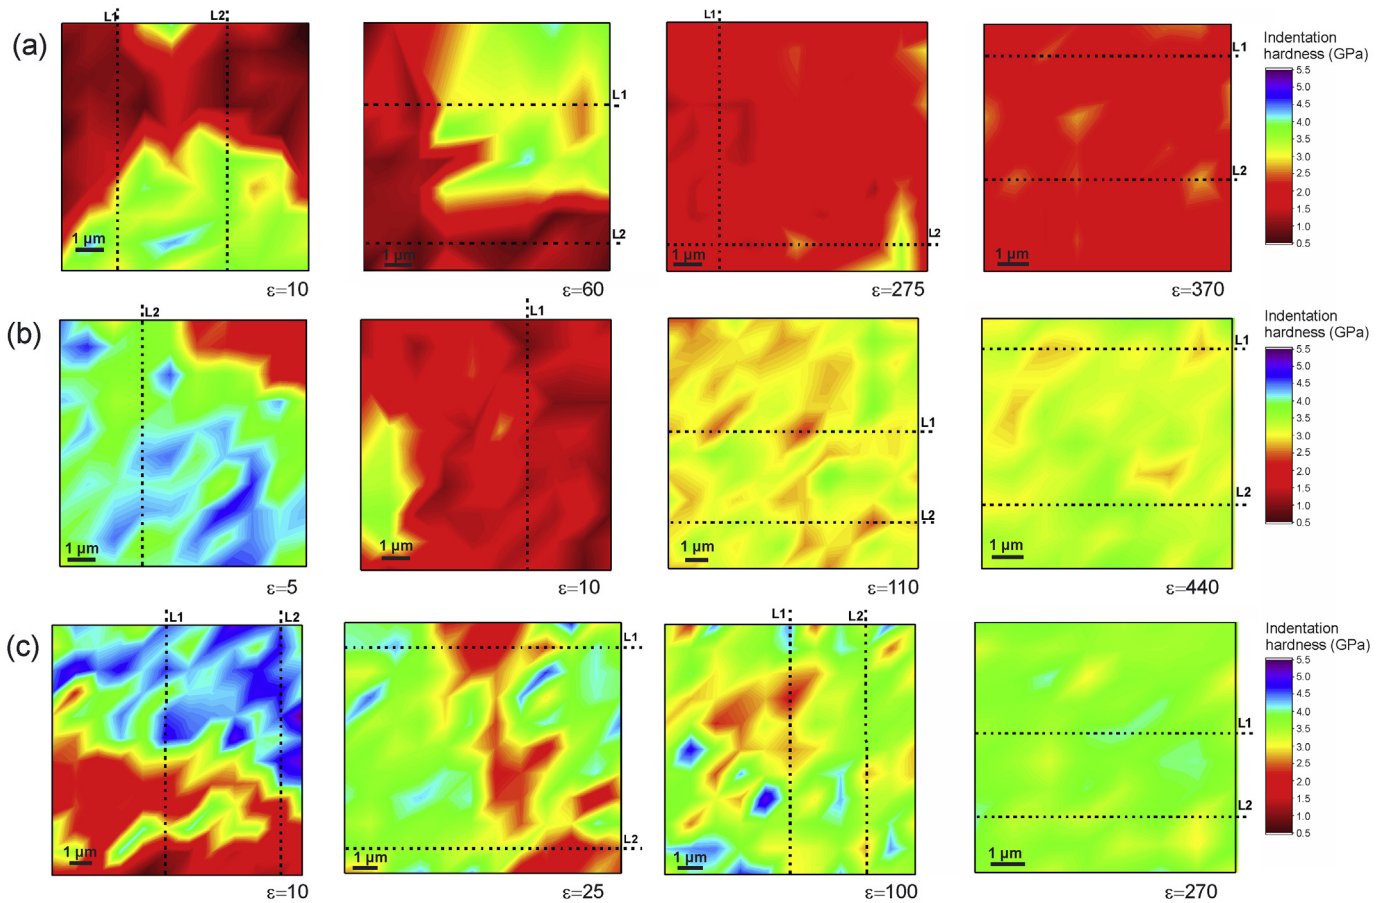 (a)
L1
L2
1 µm
ε=10
L1
L2
1 µm
ε=60
L1
L2
1 µm
ε=275
L1
L2
1 µm
ε=370
Indentation
hardness (GPa)
5.5
5.0
4.5
4.0
3.5
3.0
2.5
2.0
1.5
1.0
0.5
(b)
L2
1 µm
ε=5
L1
1 µm
ε=10
L1
L2
1 µm
ε=110
L1
L2
1 µm
ε=440
Indentation
hardness (GPa)
5.5
5.0
4.5
4.0
3.5
3.0
2.5
2.0
1.5
1.0
0.5
(c)
L1
L2
1 µm
ε=10
L1
L2
1 µm
ε=25
L1
L2
1 µm
ε=100
L1
L2
1 µm
ε=270
Indentation
hardness (GPa)
5.5
5.0
4.5
4.0
3.5
3.0
2.5
2.0
1.5
1.0
0.5